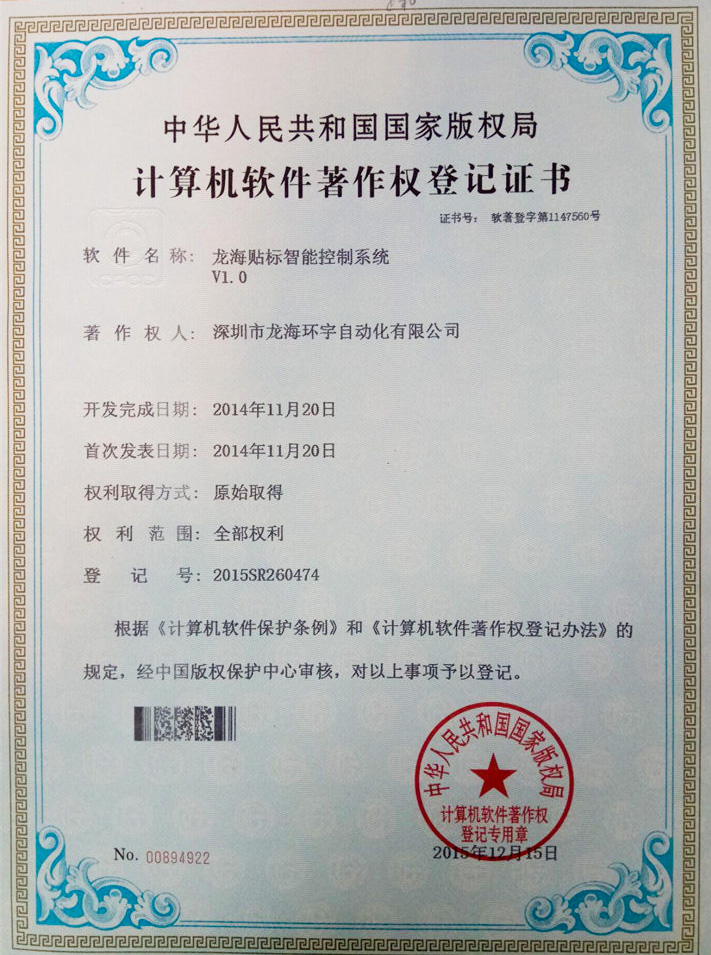 中华人民共和国国家版权局
计算机软件著作权登记证书
证书号： 软著登字第1147560号
软件名称： 龙海贴标智能控制系统
V1.0
著作权人： 深圳市龙海环宇自动化有限公司
开发完成日期： 2014年11月20日
首次发表日期： 2014年11月20日
权利取得方式： 原始取得
权利范围： 全部权利
登记号： 2015SR260474
根据《计算机软件保护条例》和《计算机软件著作权登记办法》的
规定，经中国版权保护中心审核，对以上事项予以登记。
中华人民共和国国家版权局
计算机软件著作权
登记专用章
No. 00894922
2015年12月15日